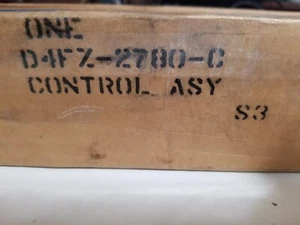 ONE
D4FZ-2780-C
CONTROL ASY
S3